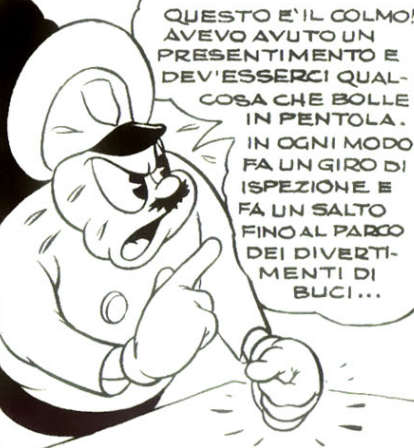 QUESTO E' IL COLMO!
AVEVO AVUTO UN
PRESENTIMENTO E
DEV'ESSERCI QUAL-
COSA CHE BOLLE
IN PENTOLA.
IN OGNI MODO
FA UN GIRO DI
ISPEZIONE E
FA UN SALTO
FINO AL PARCO
DEI DIVERTI-
MENTI DI
BUCI...